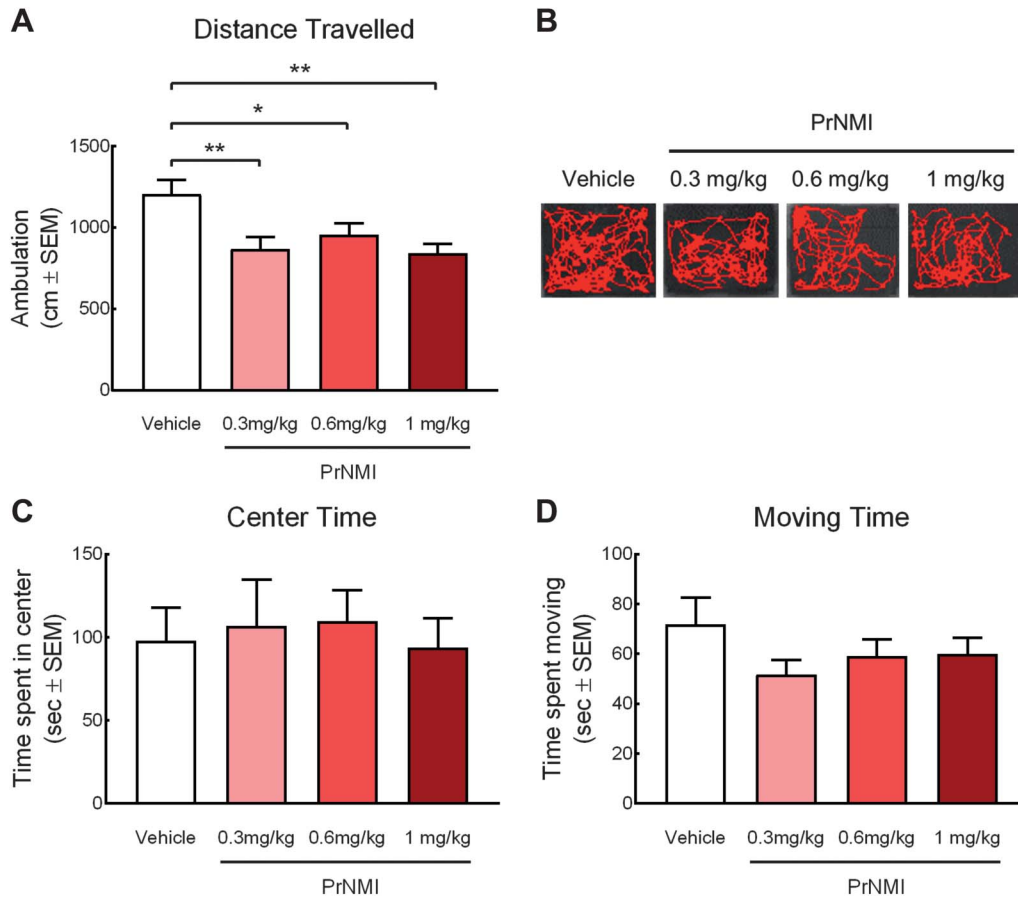 A
Distance Travelled
**
*
**
1500
1000
500
0
Ambulation
(cm ± SEM)
Vehicle 0.3mg/kg 0.6mg/kg 1 mg/kg
PrNMI
B
PrNMI
Vehicle 0.3 mg/kg 0.6 mg/kg 1 mg/kg
C
Center Time
150
100
50
0
Time spent in center
(sec ± SEM)
Vehicle 0.3mg/kg 0.6mg/kg 1 mg/kg
PrNMI
D
Moving Time
100
80
60
40
20
0
Time spent moving
(sec ± SEM)
Vehicle 0.3mg/kg 0.6mg/kg 1 mg/kg
PrNMI